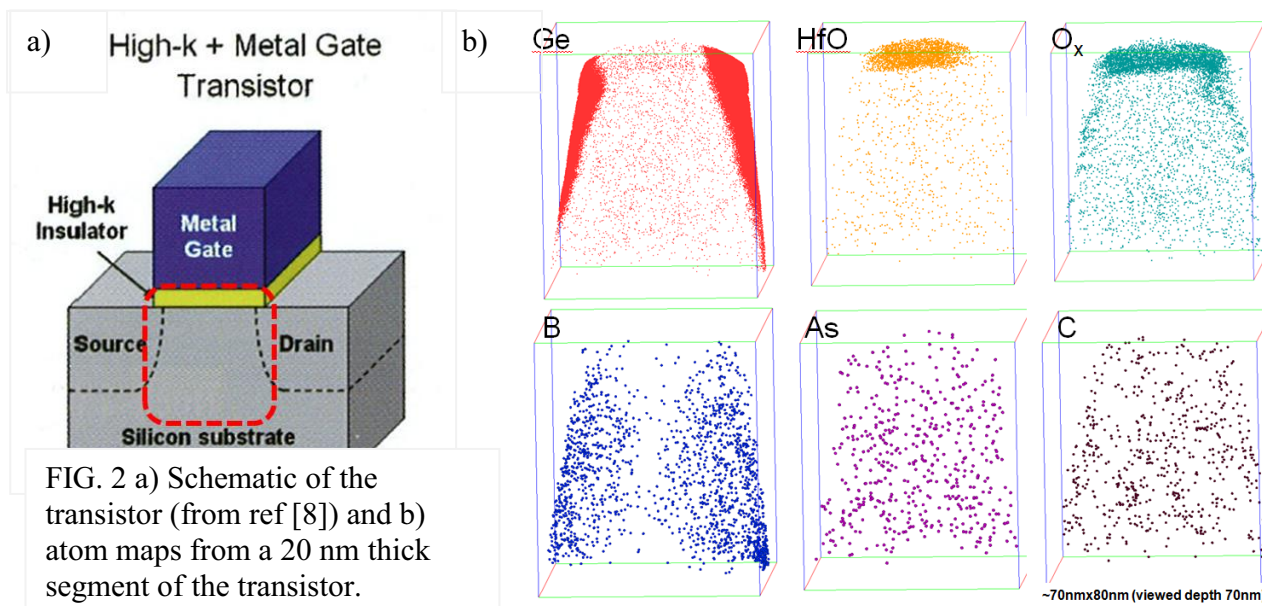 a)
High-k + Metal Gate
Transistor
High-k
Insulator
Metal
Gate
Source
Drain
Silicon substrate
FIG. 2 a) Schematic of the
transistor (from ref [8]) and b)
atom maps from a 20 nm thick
segment of the transistor.
b)
Ge
HfO
Ox
B
As
C
~70nmx80nm (viewed depth 70nm)